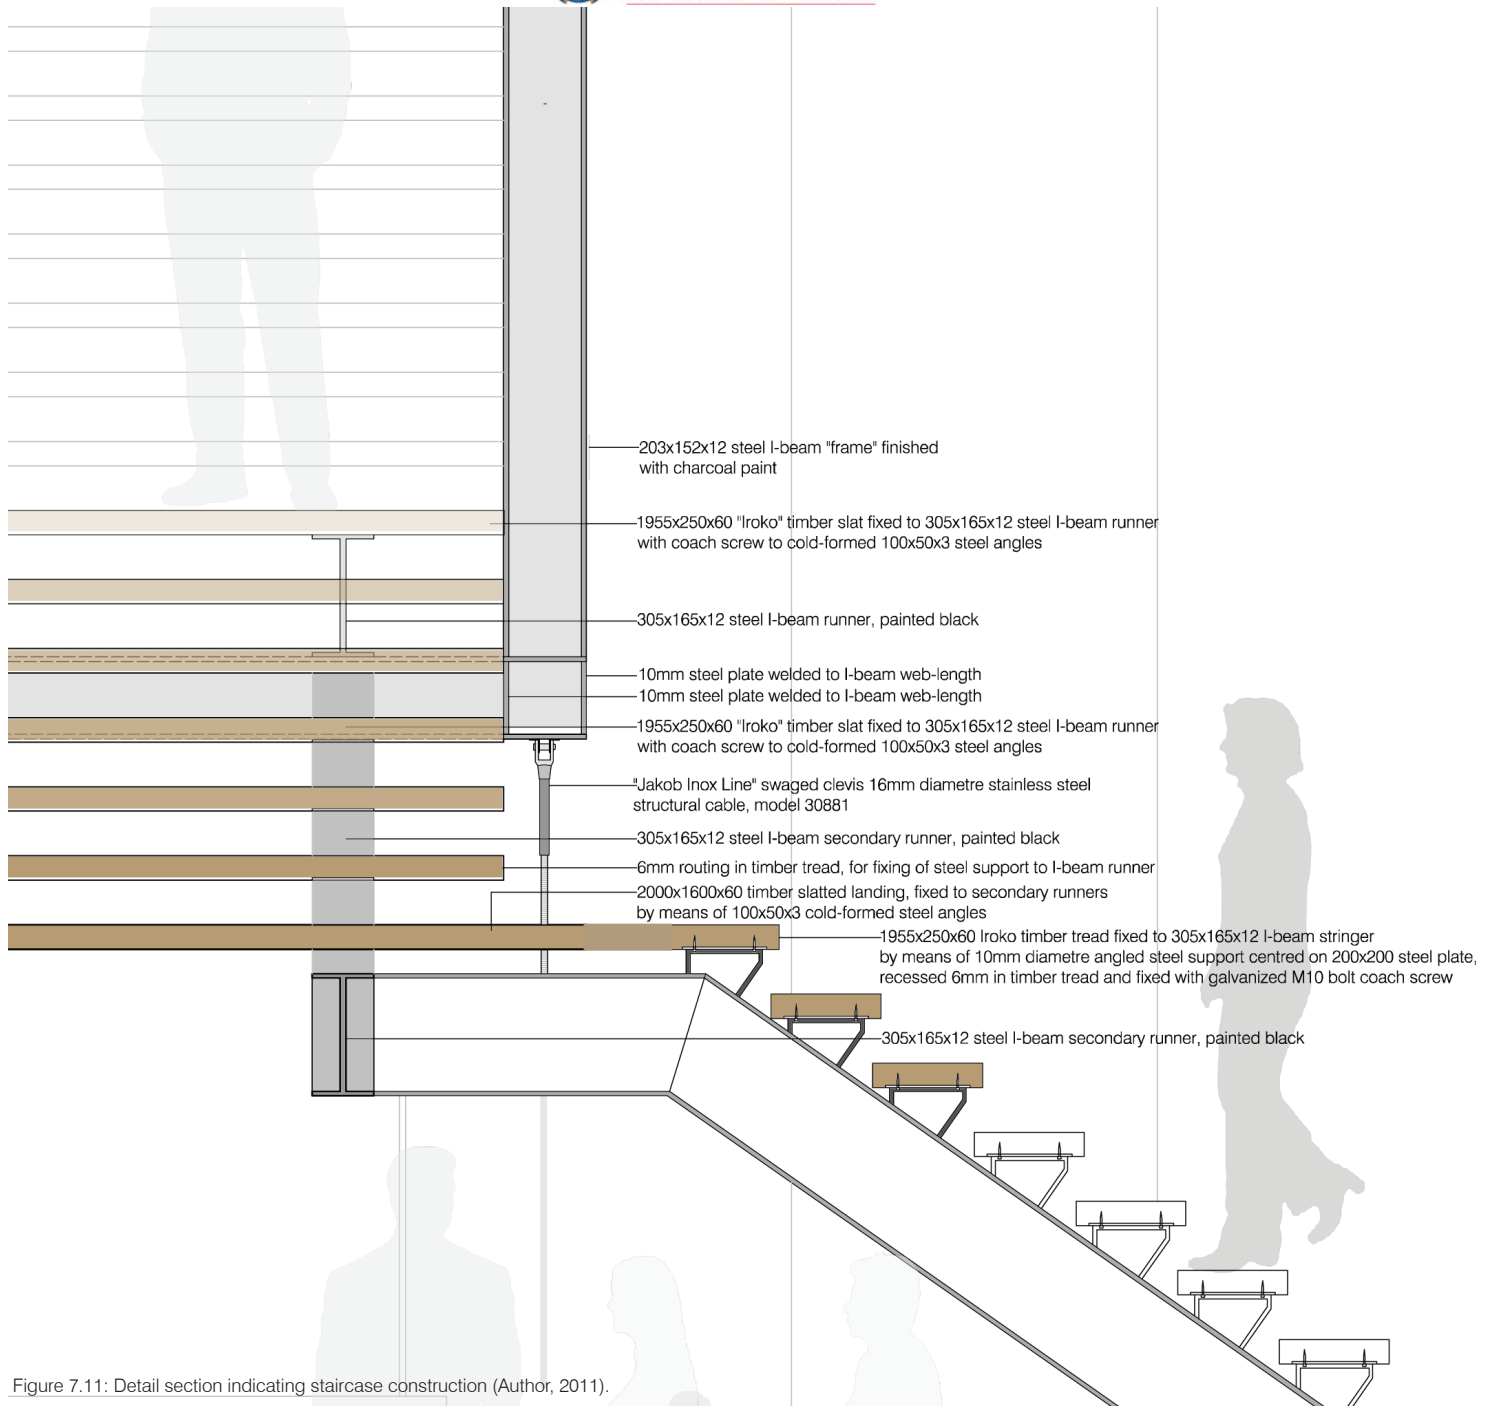 203x152x12 steel I-beam "frame" finished
with charcoal paint
1955x250x60 "Iroko" timber slat fixed to 305x165x12 steel I-beam runner
with coach screw to cold-formed 100x50x3 steel angles
305x165x12 steel I-beam runner, painted black
10mm steel plate welded to I-beam web-length
10mm steel plate welded to I-beam web-length
1955x250x60 "Iroko" timber slat fixed to 305x165x12 steel I-beam runner
with coach screw to cold-formed 100x50x3 steel angles
"Jakob Inox Line" swaged clevis 16mm diametre stainless steel
structural cable, model 30881
305x165x12 steel I-beam secondary runner, painted black
6mm routing in timber tread, for fixing of steel support to I-beam runner
2000x1600x60 timber slatted landing, fixed to secondary runners
by means of 100x50x3 cold-formed steel angles
1955x250x60 Iroko timber tread fixed to 305x165x12 I-beam stringer
by means of 10mm diametre angled steel support centred on 200x200 steel plate,
recessed 6mm in timber tread and fixed with galvanized M10 bolt coach screw
305x165x12 steel I-beam secondary runner, painted black
Figure 7.11: Detail section indicating staircase construction (Author, 2011).